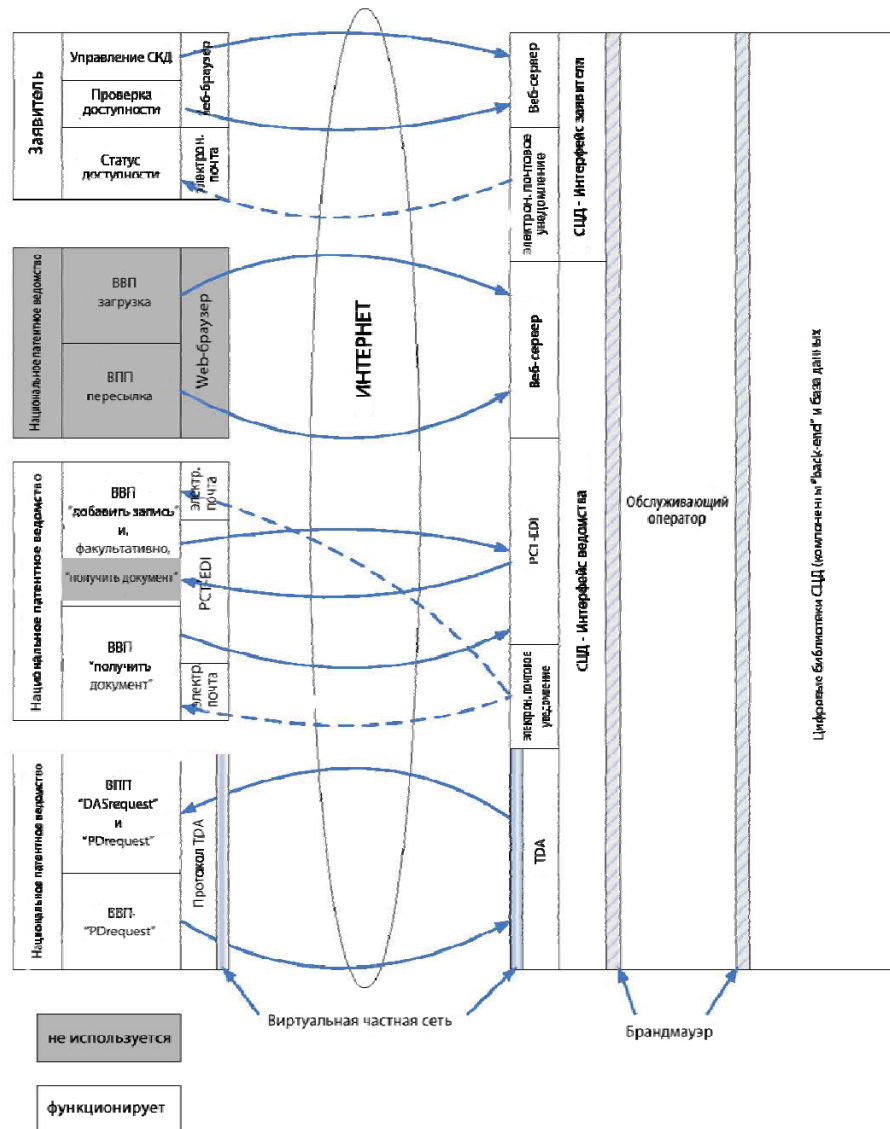 Заявитель
Управление СКД
Проверка
доступности
Статус
доступности
веб-браузер
электрон.
почта
Национальное патентное ведомство
ВВП
загрузка
ВПП
пересылка
Web-браузер
Национальное патентное ведомство
ВВП
"добавить запись"
и,
факультативно,
"получить документ"
ВВП
"получить
документ"
электр.
почта
PCT-EDI
электр.
почта
Национальное патентное ведомство
ВПП
"DASrequest"
и
"PDrequest"
ВВП-
"PDrequest"
Протокол TDA
ИНТЕРНЕТ
Веб-сервер
электрон. почтовое
уведомление
СЦД - Интерфейс заявителя
Веб-сервер
PCT-EDI
электрон. почтовое
уведомление
TDA
СЦД - Интерфейс ведомства
Обслуживающий
оператор
Цифровые библиотеки СЦД (компоненты "back-end" и база данных
Виртуальная частная сеть
Брандмауэр
не используется
функционирует